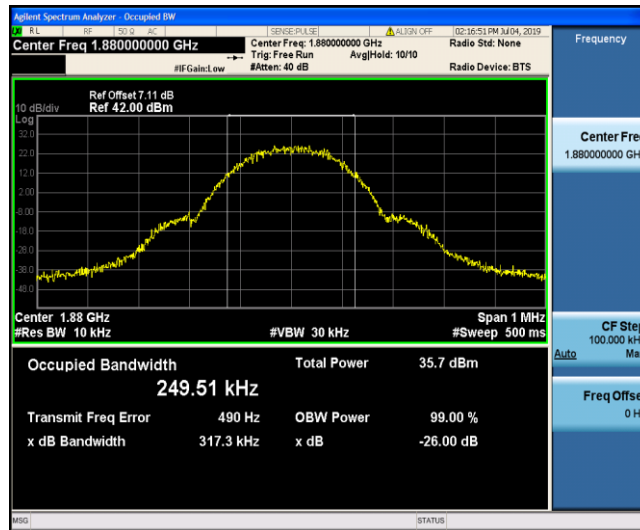 Agilent Spectrum Analyzer - Occupied BW
RL RF 50 Ω AC SENSE:PULSE ALIGN OFF 02:16:51 PM Jul 04, 2019
Center Freq 1.880000000 GHz
Center Freq: 1.880000000 GHz
Radio Std: None
Trig: Free Run Avg|Hold: 10/10
#IFGain:Low
#Atten: 40 dB
Radio Device: BTS
Ref Offset 7.11 dB
10 dB/div Ref 42.00 dBm
Log
32.0
22.0
12.0
2.00
-8.00
-18.0
-28.0
-38.0
-48.0
Center 1.88 GHz Span 1 MHz
#Res BW 10 kHz #VBW 30 kHz #Sweep 500 ms
Occupied Bandwidth Total Power 35.7 dBm
249.51 kHz
Transmit Freq Error 490 Hz OBW Power 99.00 %
x dB Bandwidth 317.3 kHz x dB -26.00 dB
MSG STATUS
Frequency
Center Fre
1.880000000 GH
CF Step
100.000 kH
Auto Ma
Freq Offse
0 H